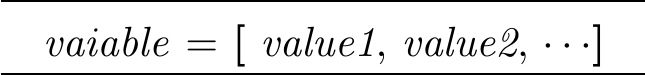 vaiable = [ value1, value2, ···]